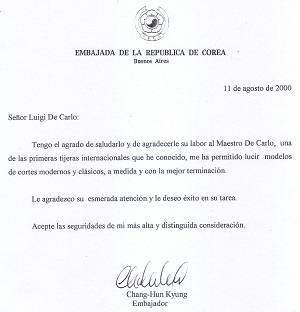 EMBAJADA DE LA REPUBLICA DE COREA
Buenos Aires
11 de agosto de 2000
Señor Luigi De Carlo:
Tengo el agrado de saludarlo y de agradecerle su labor al Maestro De Carlo, una
de las primeras tijeras internacionales que he conocido, me ha permitido lucir modelos
de cortes modernos y clásicos, a medida y con la mejor terminación.
Le agradezco su esmerada atención y le deseo éxito en su tarea.
Acepte las seguridades de mi más alta y distinguida consideración.
Chang-Hun Kyung
Embajador